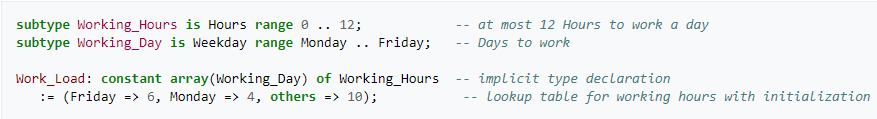 subtype Working_Hours is Hours range 0 .. 12;            -- at most 12 Hours to work a day
subtype Working_Day is Weekday range Monday .. Friday;   -- Days to work
Work_Load: constant array(Working_Day) of Working_Hours  -- implicit type declaration
   := (Friday => 6, Monday => 4, others => 10);           -- lookup table for working hours with initialization